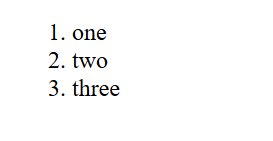 1. one
2. two
3. three